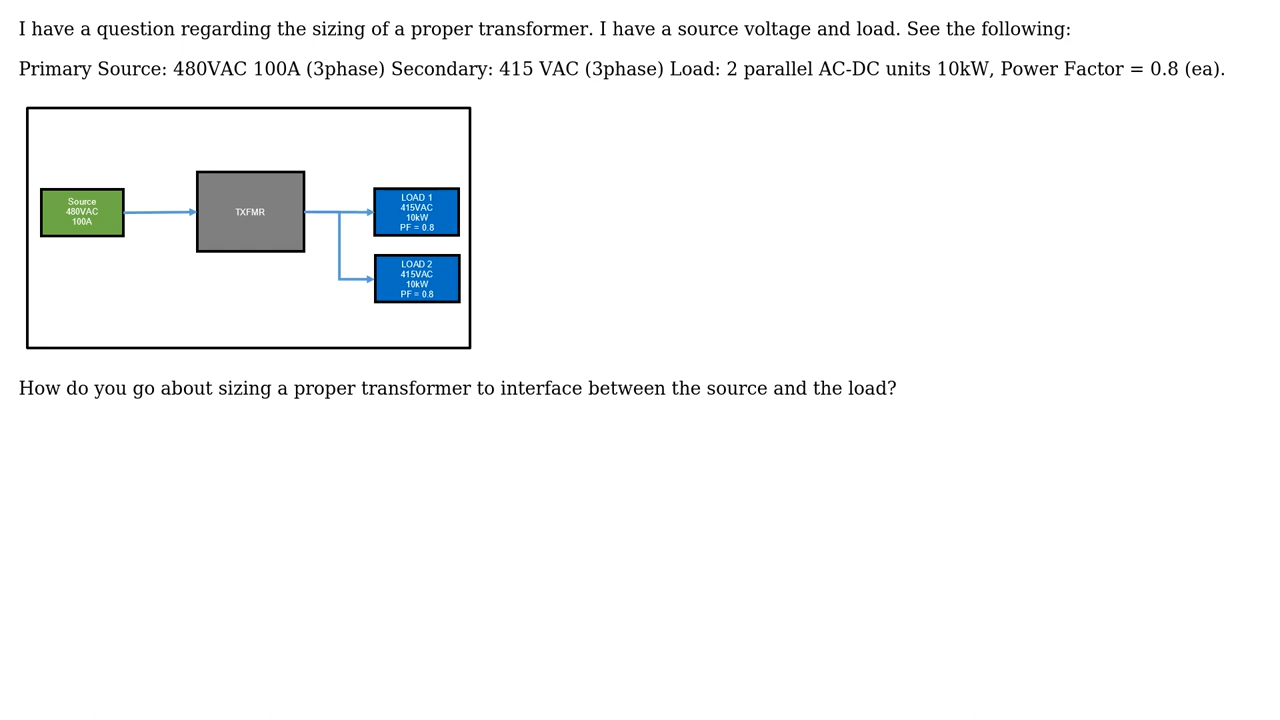 I have a question regarding the sizing of a proper transformer. I have a source voltage and load. See the following:
Primary Source: 480VAC 100A (3phase) Secondary: 415 VAC (3phase) Load: 2 parallel AC-DC units 10kW, Power Factor = 0.8 (ea).
Source
480VAC
100A
TXFMR
LOAD 1
415VAC
10kW
PF = 0.8
LOAD 2
415VAC
10kW
PF = 0.8
How do you go about sizing a proper transformer to interface between the source and the load?